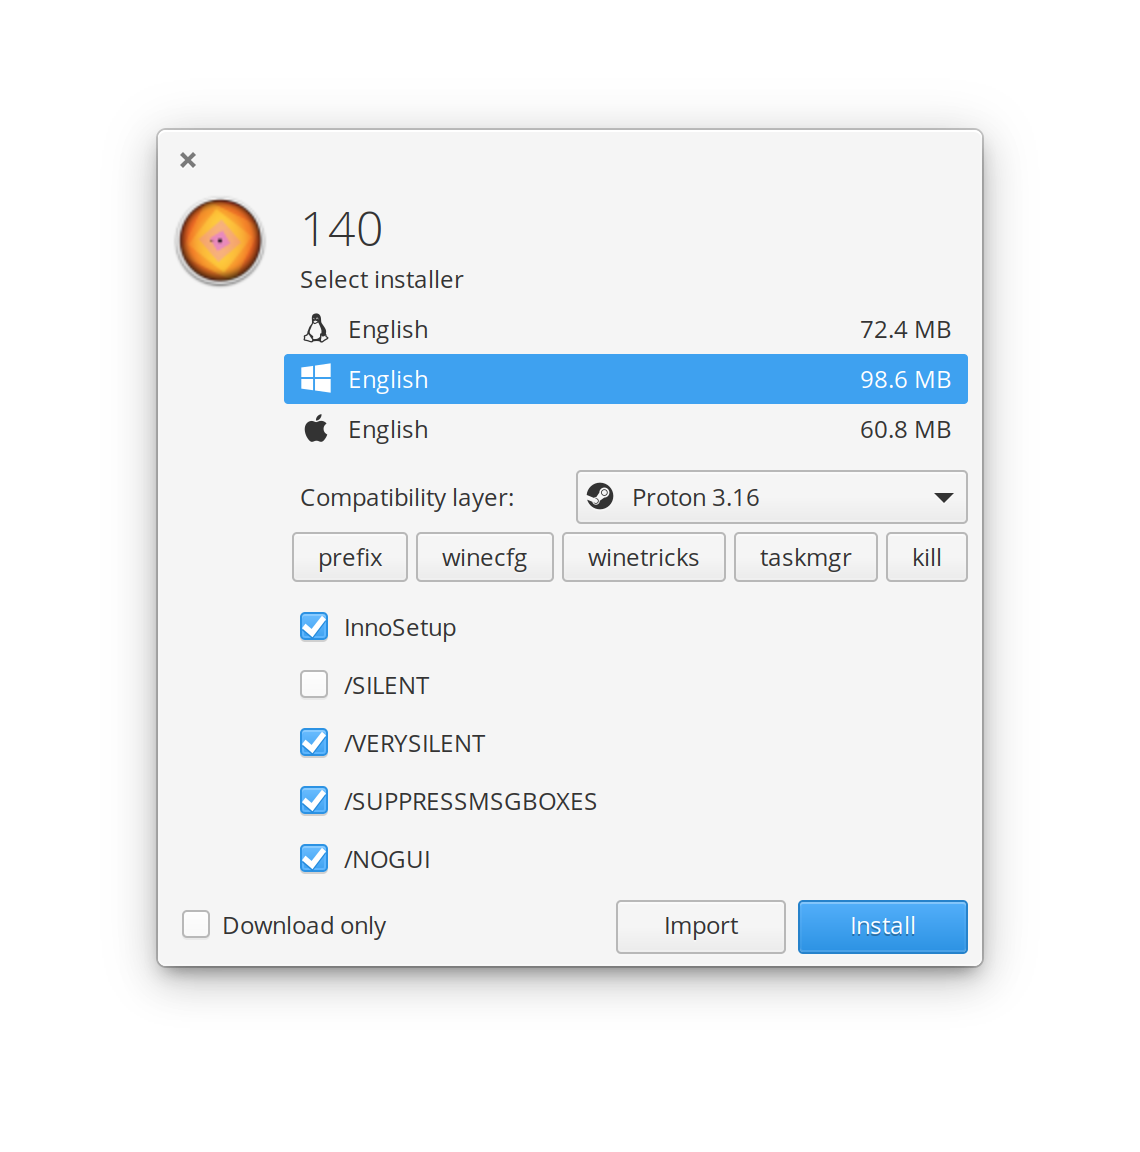 140
Select installer
English 72.4 MB
English 98.6 MB
English 60.8 MB
Compatibility layer: Proton 3.16
prefix winecfg winetricks taskmgr kill
InnoSetup
/SILENT
/VERYSILENT
/SUPPRESSMSGBOXES
/NOGUI
Download only Import Install